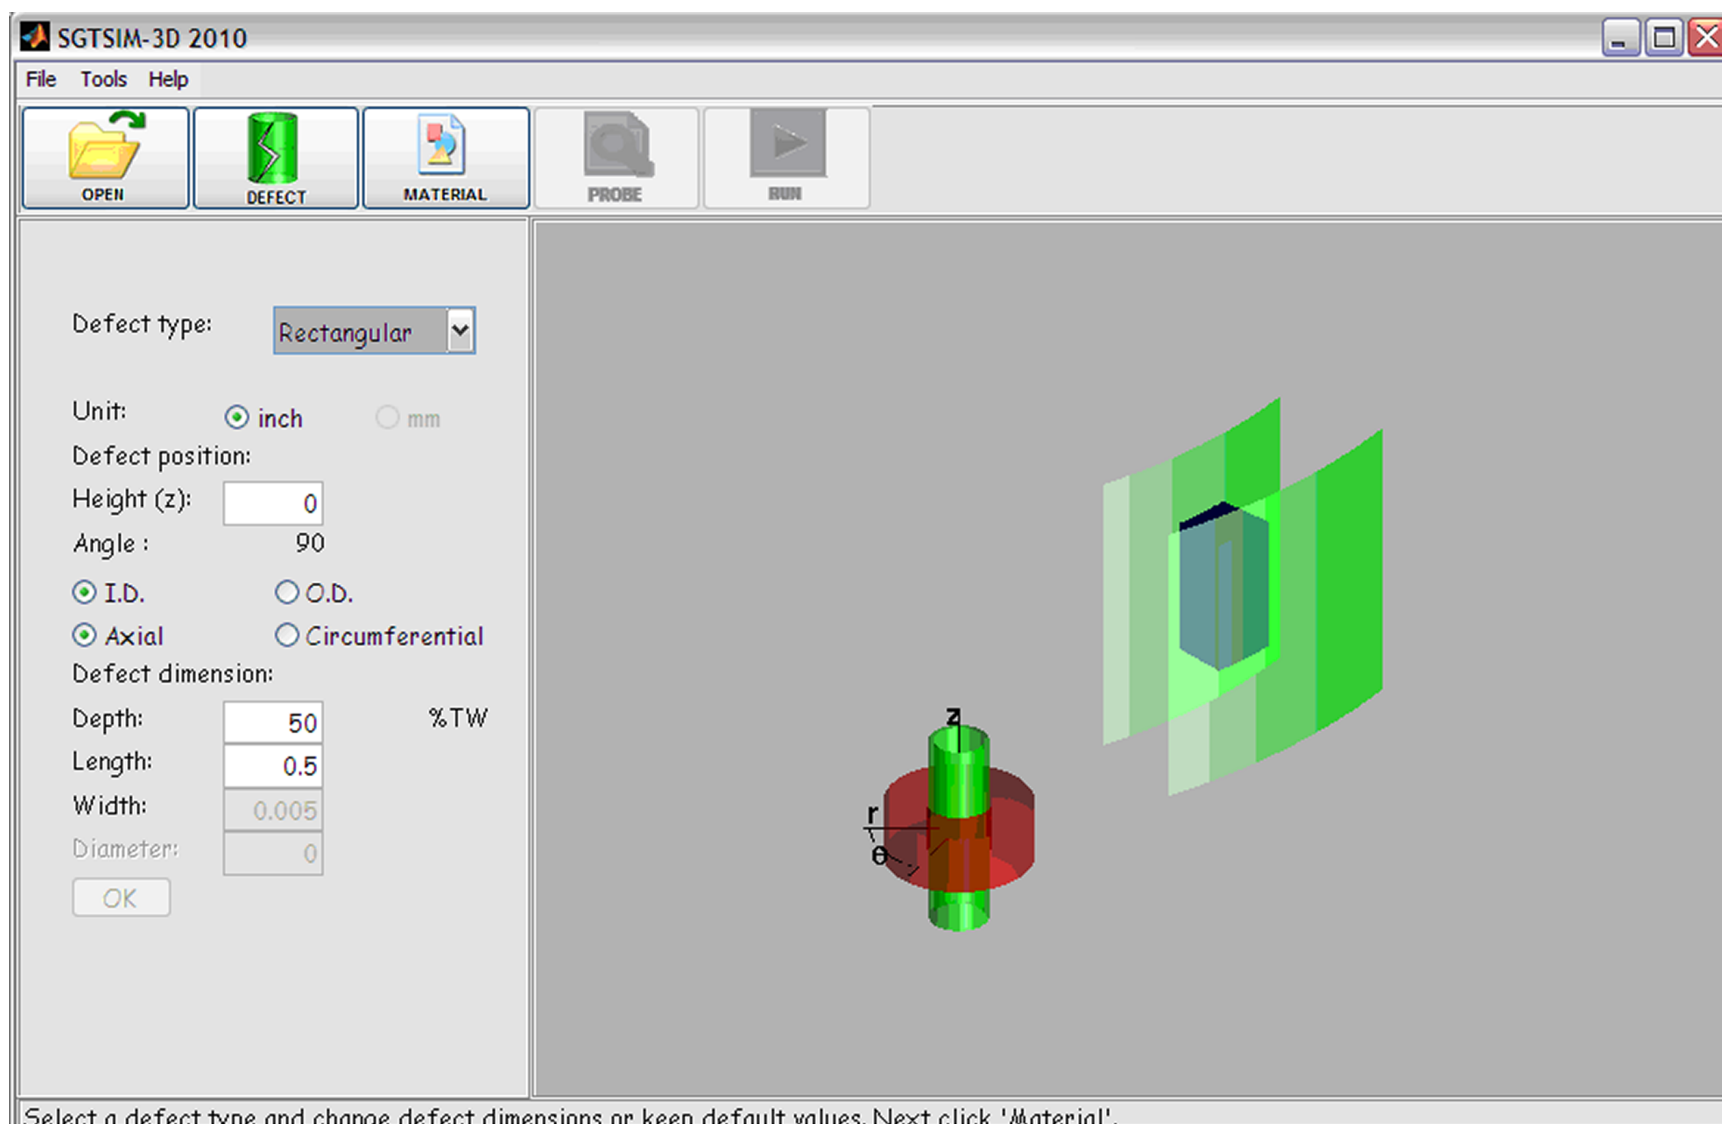 SGTSIM-3D 2010
File Tools Help
OPEN DEFECT MATERIAL PROBE RUN
Defect type: Rectangular
Unit: inch mm
Defect position:
Height (z): 0
Angle : 90
I.D. O.D.
Axial Circumferential
Defect dimension:
Depth: 50 %TW
Length: 0.5
Width: 0.005
Diameter: 0
OK
z
r
θ
Select a defect type and change defect dimensions or keep default values. Next click 'Material'.